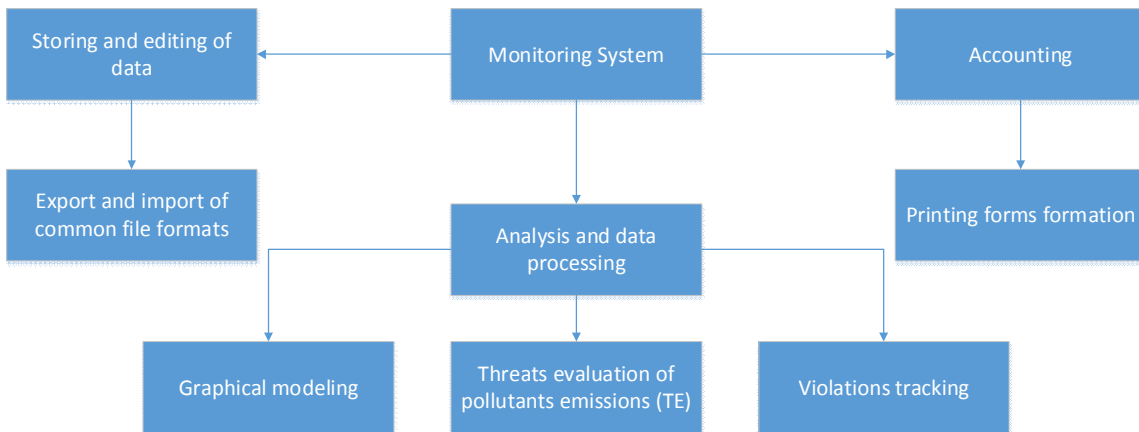 Storing and editing of
data
Monitoring System
Accounting
Export and import of
common file formats
Printing forms formation
Analysis and data
processing
Graphical modeling
Threats evaluation of
pollutants emissions (TE)
Violations tracking